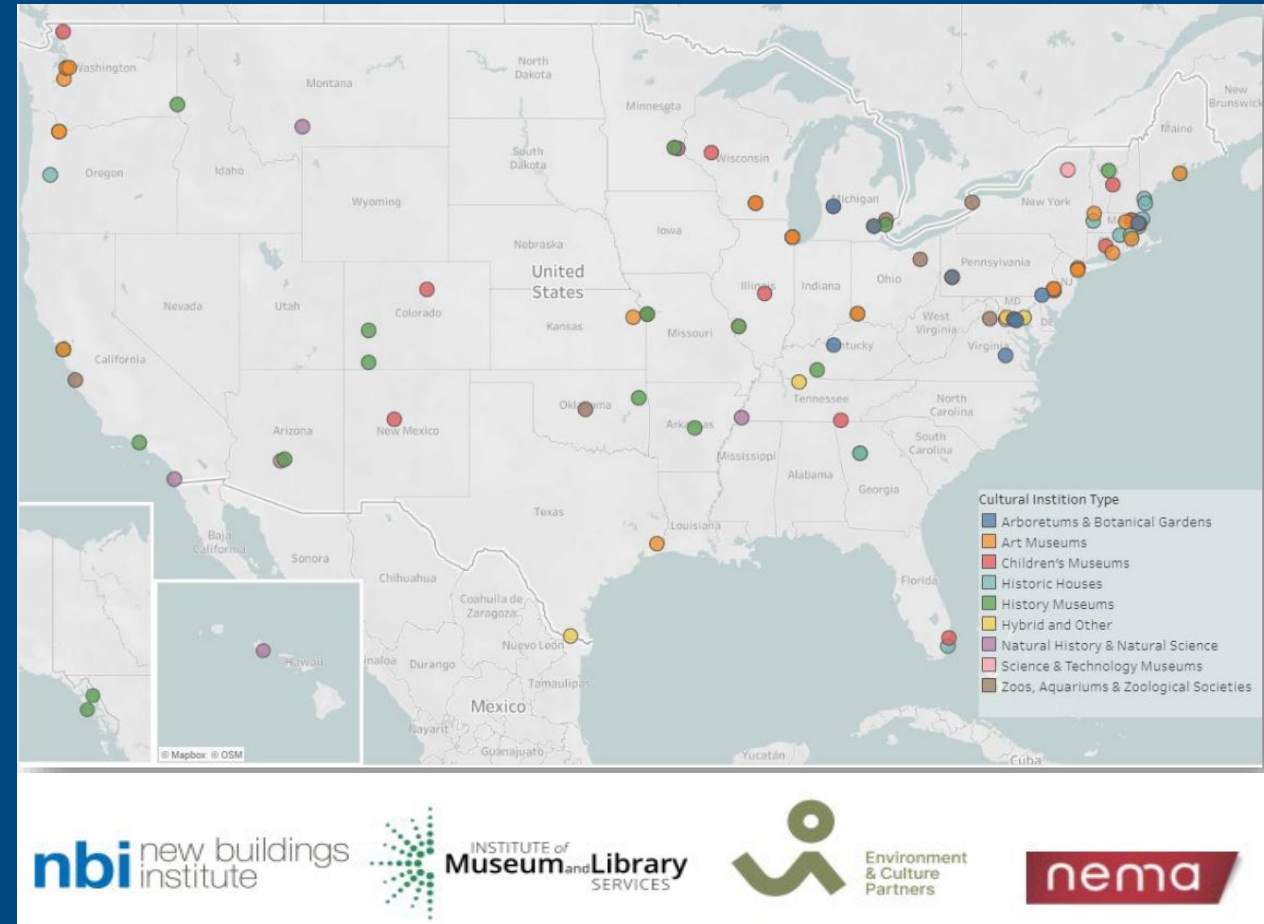 Washington
Montana
North
Dakota
Minnesota
New
Brunswick
Maine
Oregon
Idaho
South
Dakota
Wisconsin
Wyoming
Michigan
New York
Iowa
Nebraska
Pennsylvania
United
States
Illinois
Indiana
Ohio
NJ
Nevada
Utah
Colorado
MD
DE
Kansas
Missouri
West
Virginia
Virginia
California
Kentucky
Oklahoma
Tennessee
North
Carolina
Arizona
New Mexico
Arkansas
South
Carolina
Mississippi
Alabama
Georgia
Texas
Louisiana
Baja
California
Sonora
Chihuahua
Coahuila de
Zaragoza
Florida
Nuevo León
Hawaii
Sinaloa
Durango
Tamaulipas
Mexico
Nayarit
Guanajuato
Yucatán
Cuba
Cultural Instition Type
Arboretums & Botanical Gardens
Art Museums
Children's Museums
Historic Houses
History Museums
Hybrid and Other
Natural History & Natural Science
Science & Technology Museums
Zoos, Aquariums & Zoological Societies
© Mapbox © OSM
nbi new buildings
institute
INSTITUTE of
Museum and Library
SERVICES
Environment
& Culture
Partners
nema